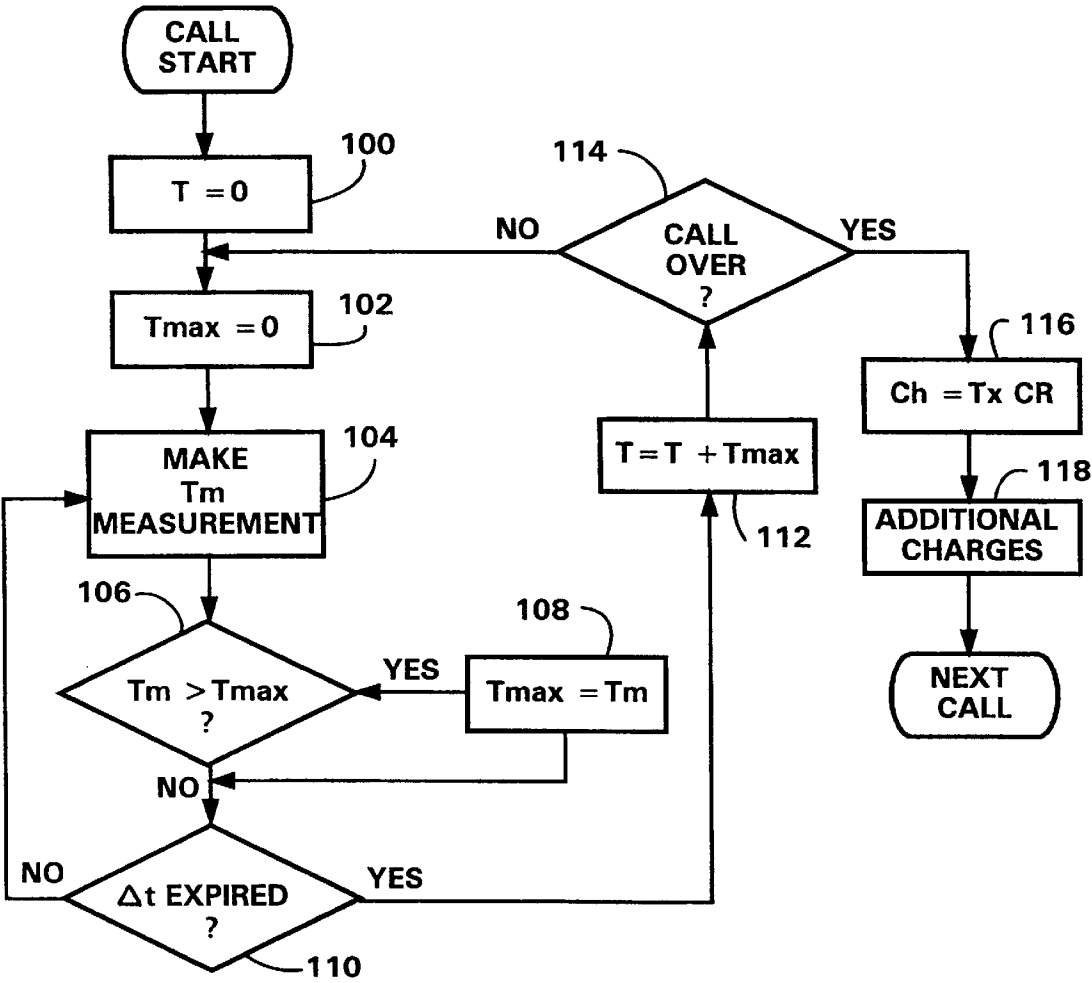 CALL
START
100
T = 0
102
Tmax = 0
104
MAKE
Tm
MEASUREMENT
106
Tm > Tmax
?
YES
108
Tmax = Tm
NO
Δt EXPIRED
?
NO
YES
110
112
T = T + Tmax
114
CALL
OVER
?
NO
YES
116
Ch = Tx CR
118
ADDITIONAL
CHARGES
NEXT
CALL